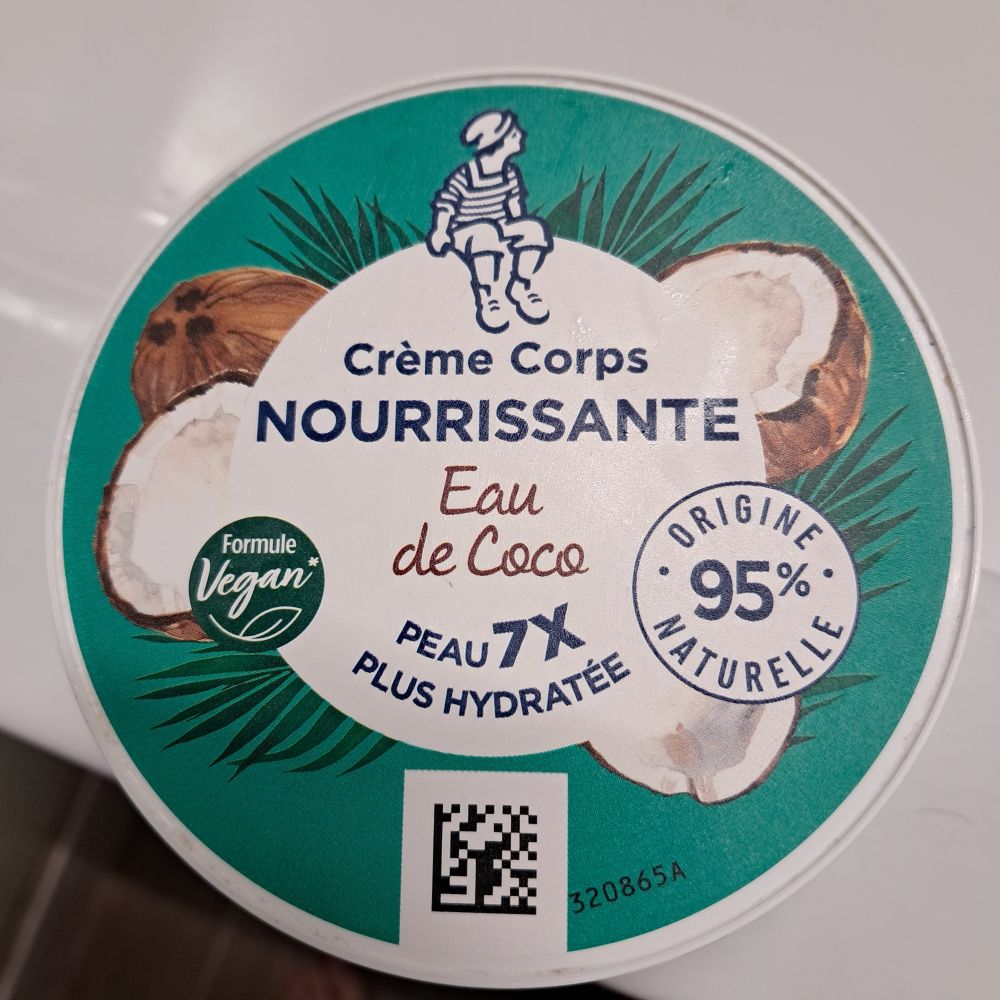 Crème Corps
NOURRISSANTE
Eau
de Coco
Formule
Vegan*
ORIGINE
95%
NATURELLE
PEAU 7X
PLUS HYDRATÉE
320865A